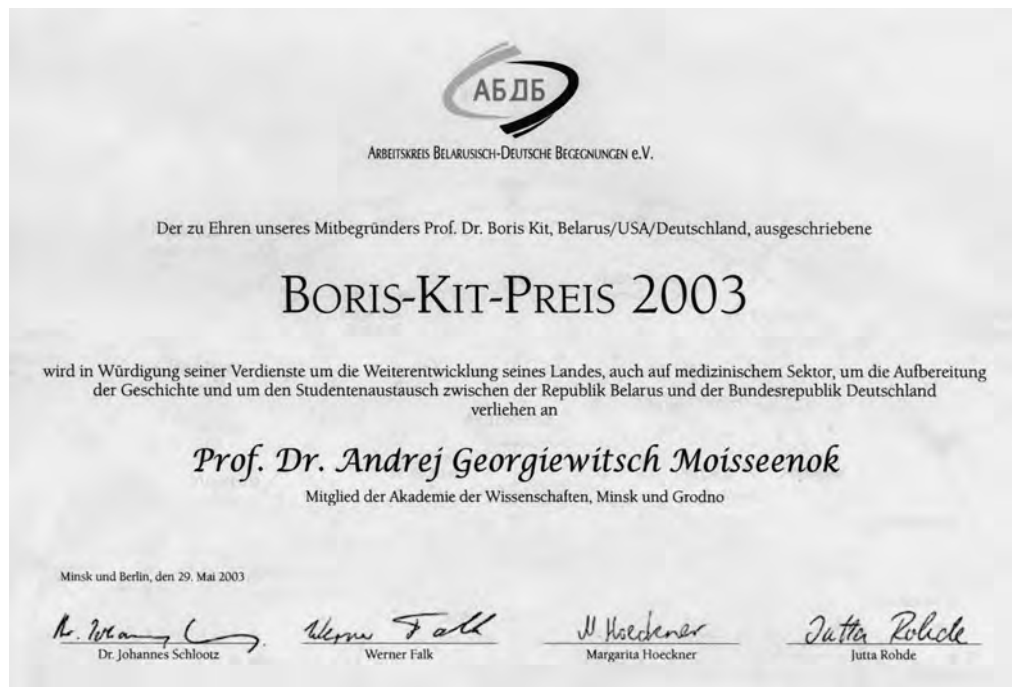 АБДБ
ARBEITSKREIS BELARUSISCH-DEUTSCHE BEGEGNUNGEN e.V.
Der zu Ehren unseres Mitbegründers Prof. Dr. Boris Kit, Belarus/USA/Deutschland, ausgeschriebene
BORIS-KIT-PREIS 2003
wird in Würdigung seiner Verdienste um die Weiterentwicklung seines Landes, auch auf medizinischem Sektor, um die Aufbereitung
der Geschichte und um den Studentenaustausch zwischen der Republik Belarus und der Bundesrepublik Deutschland
verliehen an
Prof. Dr. Andrej Georgiewitsch Moisseenok
Mitglied der Akademie der Wissenschaften, Minsk und Grodno
Minsk und Berlin, den 29. Mai 2003
Werner Falk M. Hoeckner Jutta Rohde
Dr. Johannes Schlootz Werner Falk Margarita Hoeckner Jutta Rohde